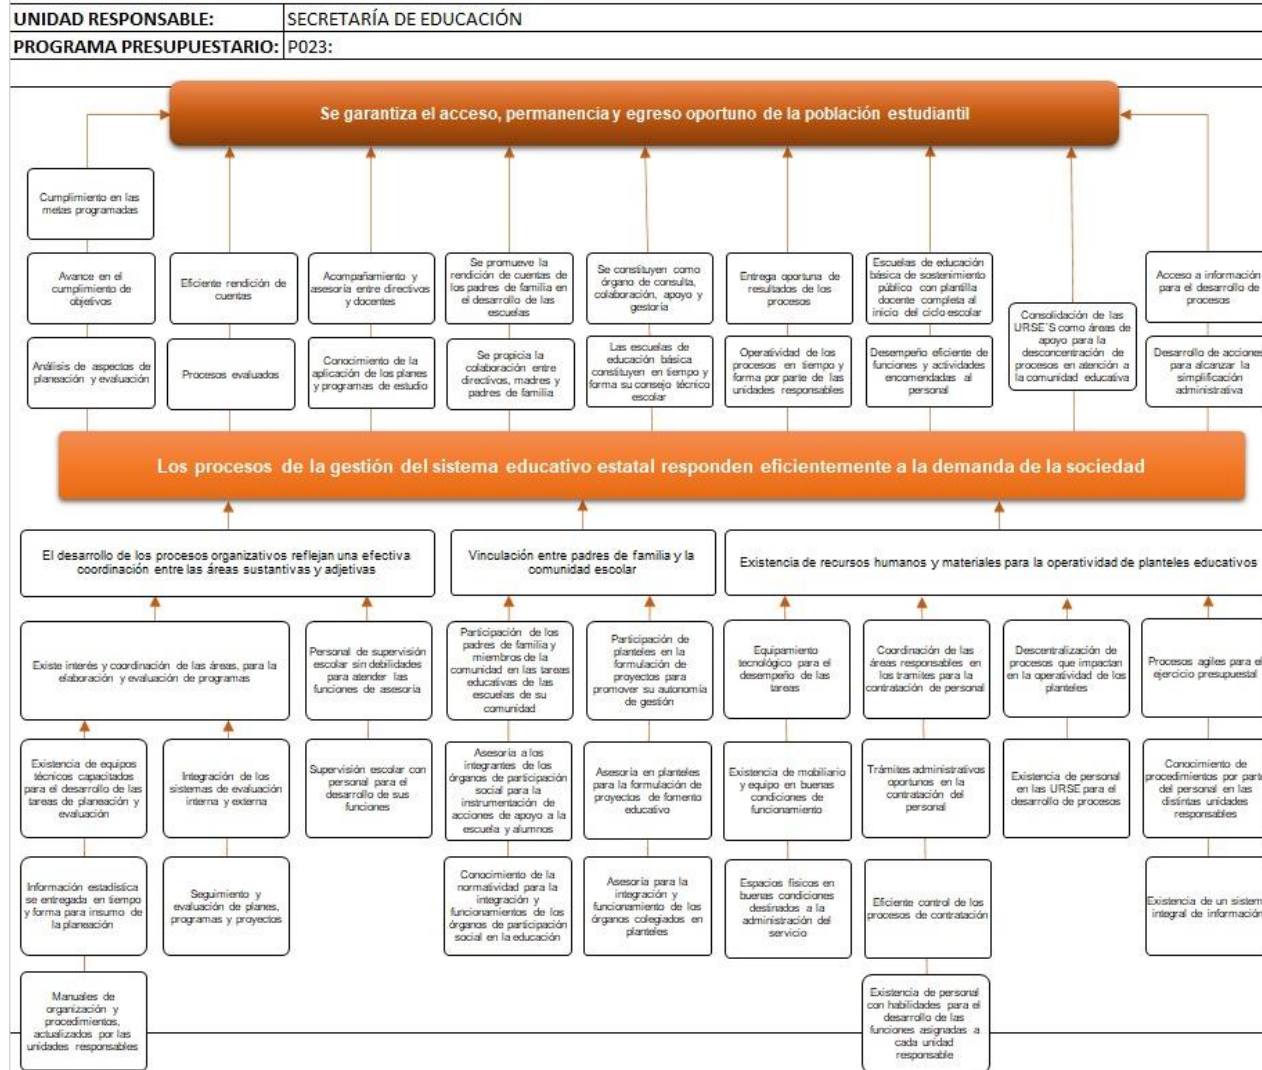 UNIDAD RESPONSABLE: SECRETARÍA DE EDUCACIÓN
PROGRAMA PRESUPUESTARIO: P023:
Se garantiza el acceso, permanencia y egreso oportuno de la población estudiantil
Cumplimiento en las
metas programadas
Avance en el
cumplimiento de
objetivos
Eficiente rendición de
cuentas
Acompañamiento y
asesoría entre directivos
y docentes
Se promueve la
rendición de cuentas de
los padres de familia en
el desarrollo de las
escuelas
Se constituyen como
órgano de consulta,
colaboración, apoyo y
gestoría
Entrega oportuna de
resultados de los
procesos
Escuelas de educación
básica de sostenimiento
público con plantilla
docente completa al
inicio del ciclo escolar
Consolidación de las
URSE´S como áreas de
apoyo para la
desconcentración de
procesos en atención a
la comunidad educativa
Acceso a información
para el desarrollo de
procesos
Análisis de aspectos de
planeación y evaluación
Procesos evaluados
Conocimiento de la
aplicación de los planes
y programas de estudio
Se propicia la
colaboración entre
directivos, madres y
padres de familia
Las escuelas de
educación básica
constituyen en tiempo y
forma su consejo técnico
escolar
Operatividad de los
procesos en tiempo y
forma por parte de las
unidades responsables
Desempeño eficiente de
funciones y actividades
encomendadas al
personal
Desarrollo de acciones
para alcanzar la
simplificación
administrativa
Los procesos de la gestión del sistema educativo estatal responden eficientemente a la demanda de la sociedad
El desarrollo de los procesos organizativos reflejan una efectiva
coordinación entre las áreas sustantivas y adjetivas
Vinculación entre padres de familia y la
comunidad escolar
Existencia de recursos humanos y materiales para la operatividad de planteles educativos
Existe interés y coordinación de las áreas, para la
elaboración y evaluación de programas
Personal de supervisión
escolar sin debilidades
para atender las
funciones de asesoría
Participación de los
padres de familia y
miembros de la
comunidad en las tareas
educativas de las
escuelas de su
comunidad
Participación de
planteles en la
formulación de
proyectos para
promover su autonomía
de gestión
Equipamiento
tecnológico para el
desempeño de las
tareas
Coordinación de las
áreas responsables en
los tramites para la
contratación de personal
Descentralización de
procesos que impactan
en la operatividad de los
planteles
Procesos agiles para el
ejercicio presupuestal
Existencia de equipos
técnicos capacitados
para el desarrollo de las
tareas de planeación y
evaluación
Integración de los
sistemas de evaluación
interna y externa
Supervisión escolar con
personal para el
desarrollo de sus
funciones
Asesoría a los
integrantes de los
órganos de participación
social para la
instrumentación de
acciones de apoyo a la
escuela y alumnos
Asesoría en planteles
para la formulación de
proyectos de fomento
educativo
Existencia de mobiliario
y equipo en buenas
condiciones de
funcionamiento
Trámites administrativos
oportunos en la
contratación del
personal
Existencia de personal
en las URSE para el
desarrollo de procesos
Conocimiento de
procedimientos por parte
del personal en las
distintas unidades
responsables
Información estadística
se entregada en tiempo
y forma para insumo de
la planeación
Seguimiento y
evaluación de planes,
programas y proyectos
Conocimiento de la
normatividad para la
integración y
funcionamientos de los
órganos de participación
social en la educación
Asesoría para la
integración y
funcionamiento de los
órganos colegiados en
planteles
Espacios físicos en
buenas condiciones
destinados a la
administración del
servicio
Eficiente control de los
procesos de contratación
Existencia de un sistema
integral de información
Manuales de
organización y
procedimientos,
actualizados por las
unidades responsables
Existencia de personal
con habilidades para el
desarrollo de las
funciones asignadas a
cada unidad
responsable